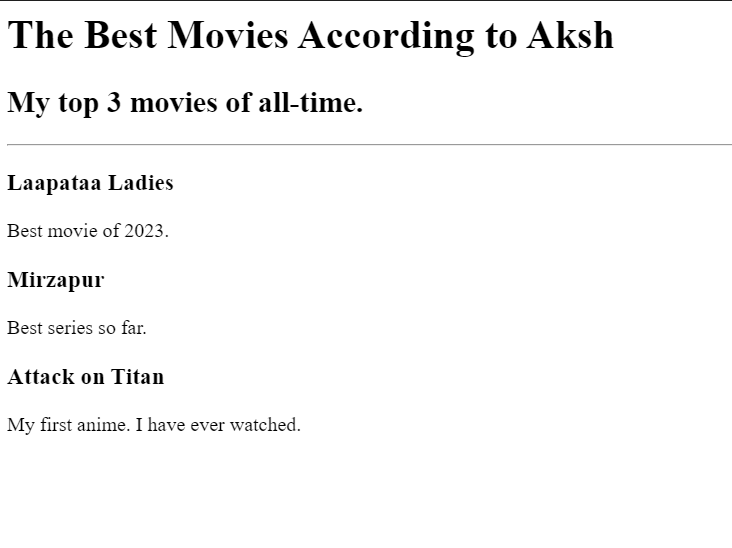 The Best Movies According to Aksh
My top 3 movies of all-time.
Laapataa Ladies
Best movie of 2023.
Mirzapur
Best series so far.
Attack on Titan
My first anime. I have ever watched.